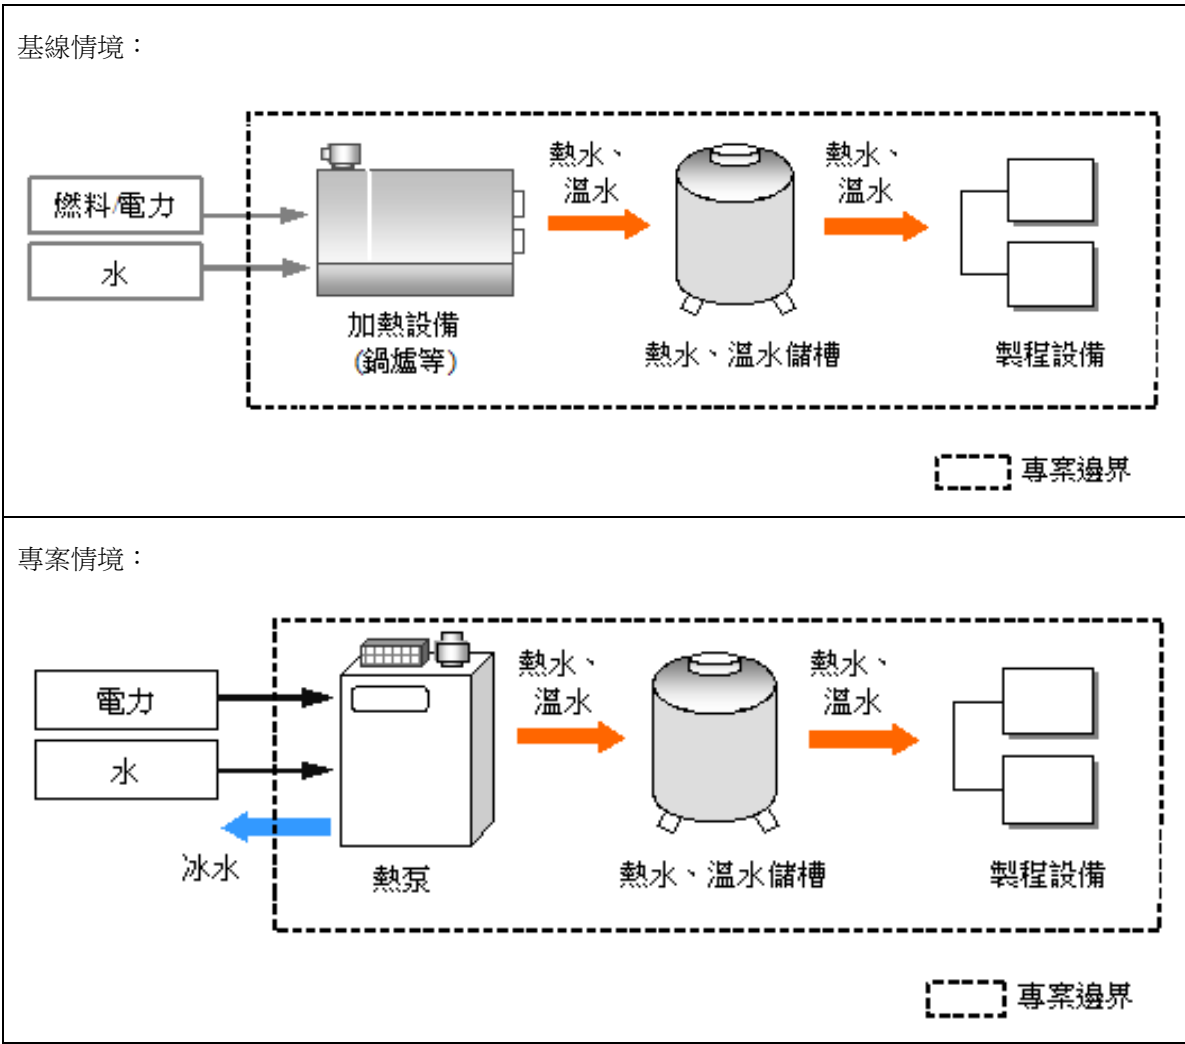 基線情境：
燃料/電力
水
熱水、
溫水
熱水、
溫水
加熱設備
(鍋爐等)
熱水、溫水儲槽
製程設備
專案邊界
專案情境：
電力
水
冰水
熱水、
溫水
熱水、
溫水
熱泵
熱水、溫水儲槽
製程設備
專案邊界